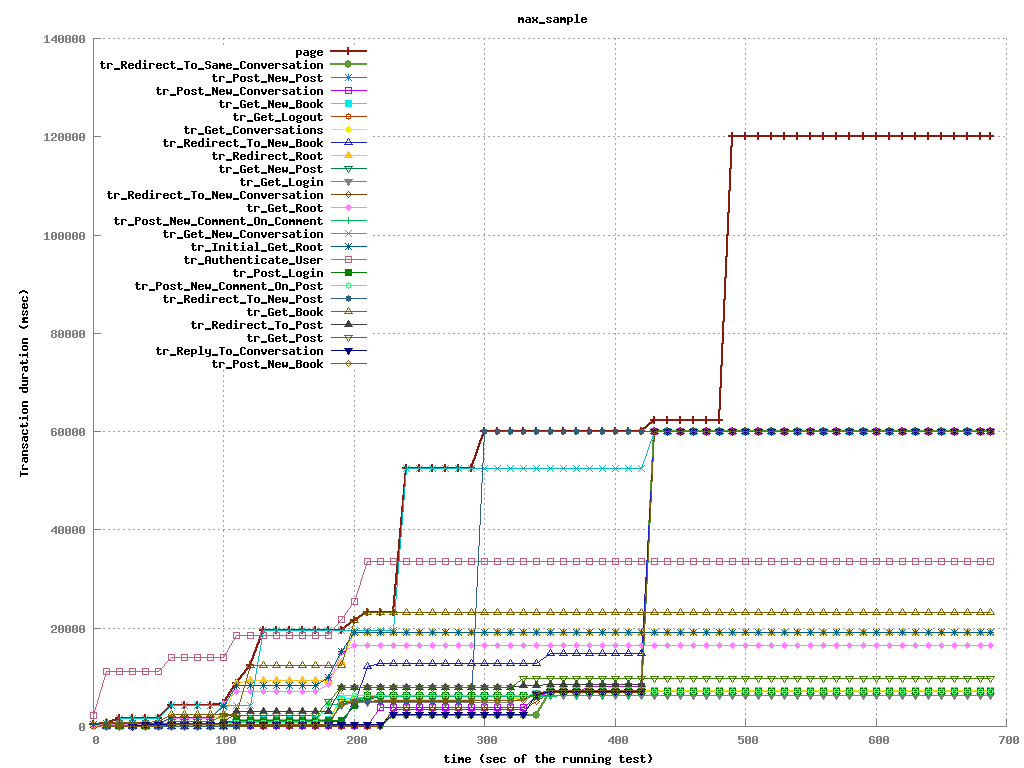 max_sample
140000
120000
100000
80000
60000
40000
20000
0
Transaction duration (msec)
page
tr_Redirect_To_Same_Conversation
tr_Post_New_Post
tr_Post_New_Conversation
tr_Get_New_Book
tr_Get_Logout
tr_Get_Conversations
tr_Redirect_To_New_Book
tr_Redirect_Root
tr_Get_New_Post
tr_Get_Login
tr_Redirect_To_New_Conversation
tr_Get_Root
tr_Post_New_Comment_On_Comment
tr_Get_New_Conversation
tr_Initial_Get_Root
tr_Authenticate_User
tr_Post_Login
tr_Post_New_Comment_On_Post
tr_Redirect_To_New_Post
tr_Get_Book
tr_Redirect_To_Post
tr_Get_Post
tr_Reply_To_Conversation
tr_Post_New_Book
0 100 200 300 400 500 600 700
time (sec of the running test)